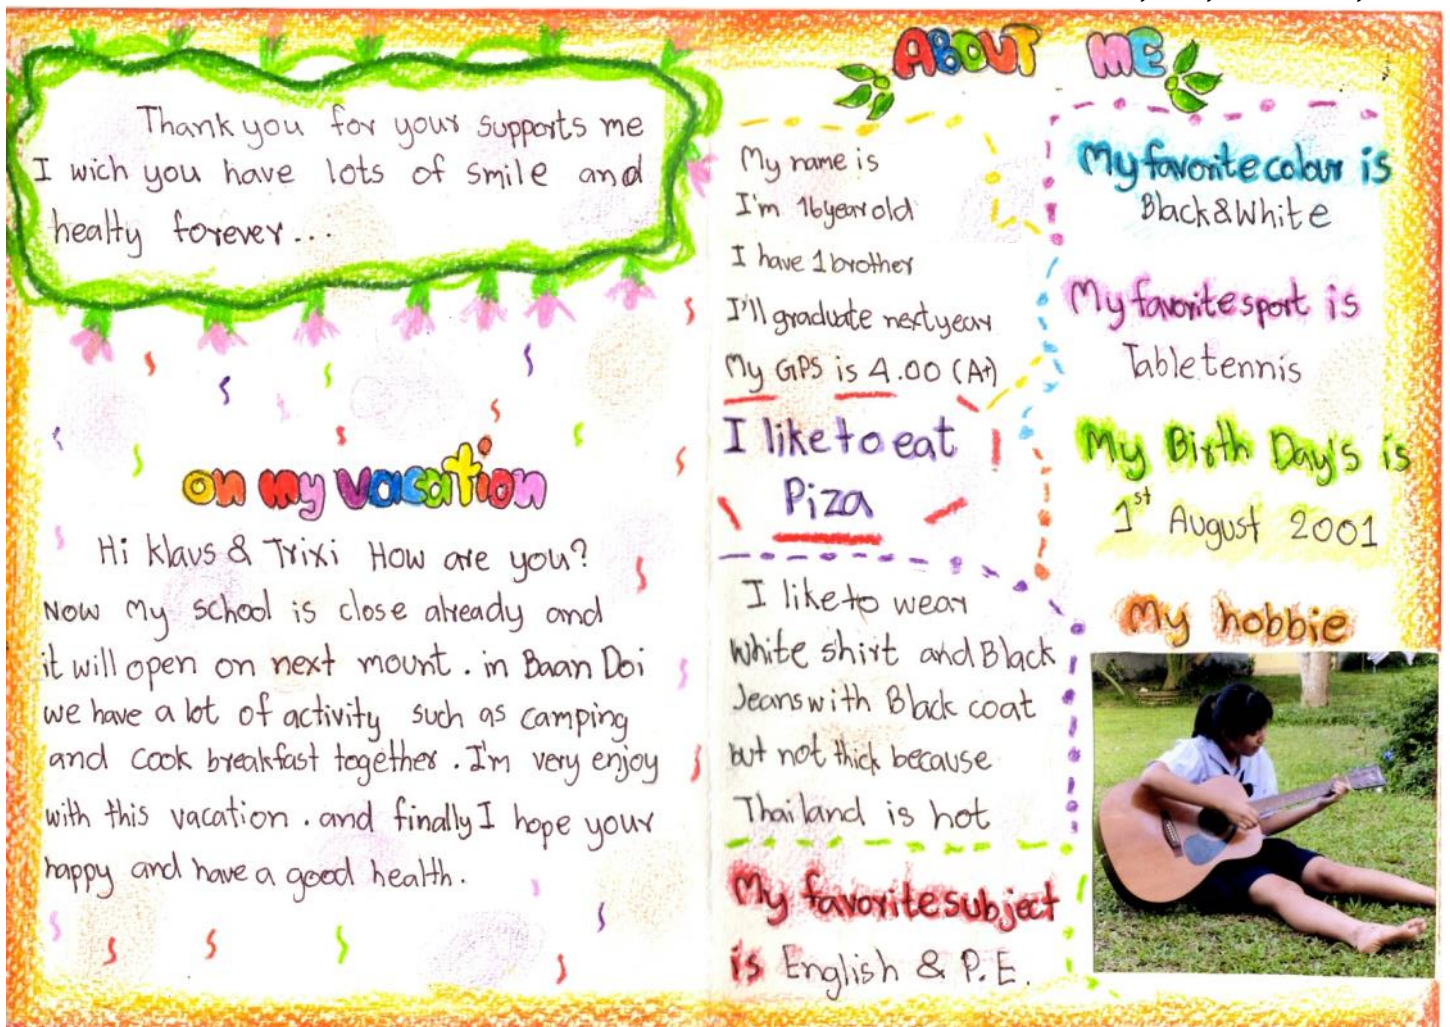 Thank you for your supports me
I wich you have lots of smile and
healty forever...
on my vacation
Hi Klaus & Trixi How are you?
Now My school is close already and
it will open on next mount. in Baan Doi
we have a lot of activity such as camping
and cook breakfast together. I'm very enjoy
with this vacation. and finally I hope your
happy and have a good health.
ABOUT ME
My name is
I'm 16 year old
I have 1 brother
I'll graduate next year
My GPS is 4.00 (A+)
I like to eat
Piza
I like to wear
White shirt and Black
Jeans with Black coat
but not thick because
Thailand is hot
My favorite subject
is English & P.E.
My favorite colour is
Black & White
My favorite sport is
Table tennis
My Birth Day's is
1st August 2001
My hobbie